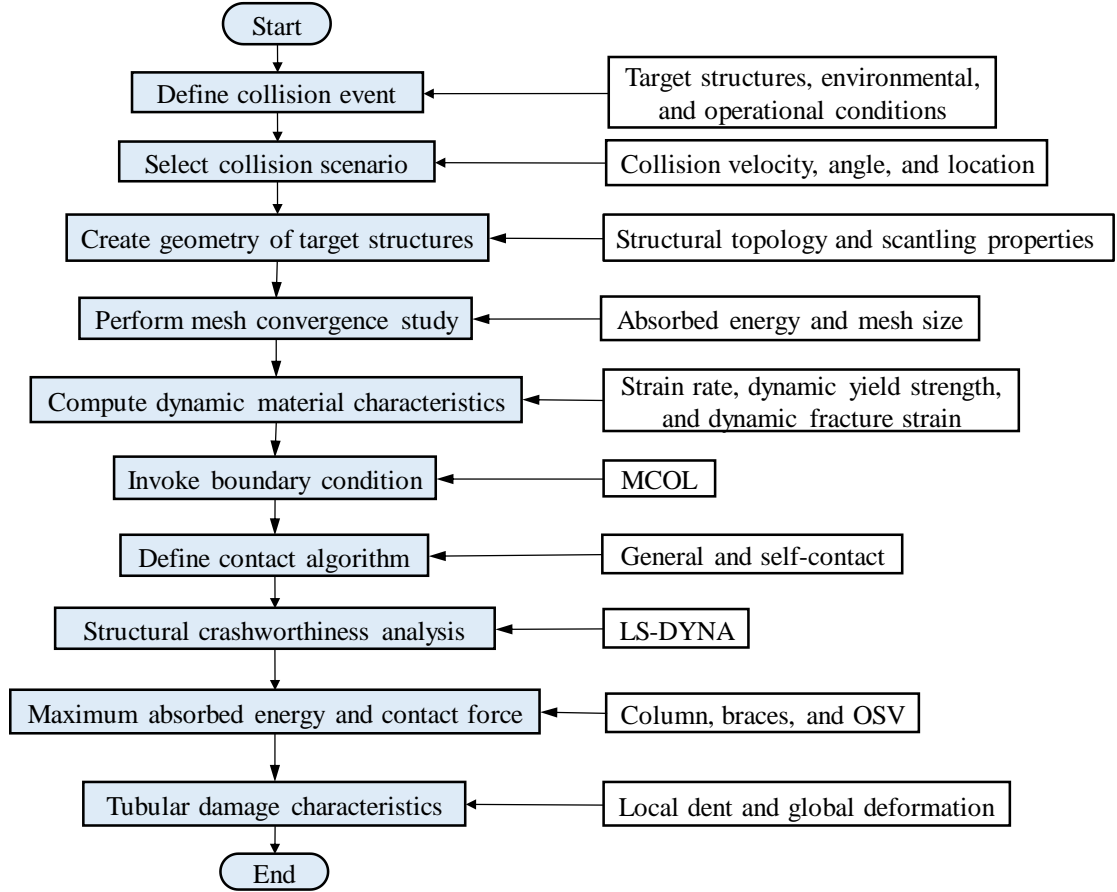 Start
Define collision event
Target structures, environmental,
and operational conditions
Select collision scenario
Collision velocity, angle, and location
Create geometry of target structures
Structural topology and scantling properties
Perform mesh convergence study
Absorbed energy and mesh size
Compute dynamic material characteristics
Strain rate, dynamic yield strength,
and dynamic fracture strain
Invoke boundary condition
MCOL
Define contact algorithm
General and self-contact
Structural crashworthiness analysis
LS-DYNA
Maximum absorbed energy and contact force
Column, braces, and OSV
Tubular damage characteristics
Local dent and global deformation
End